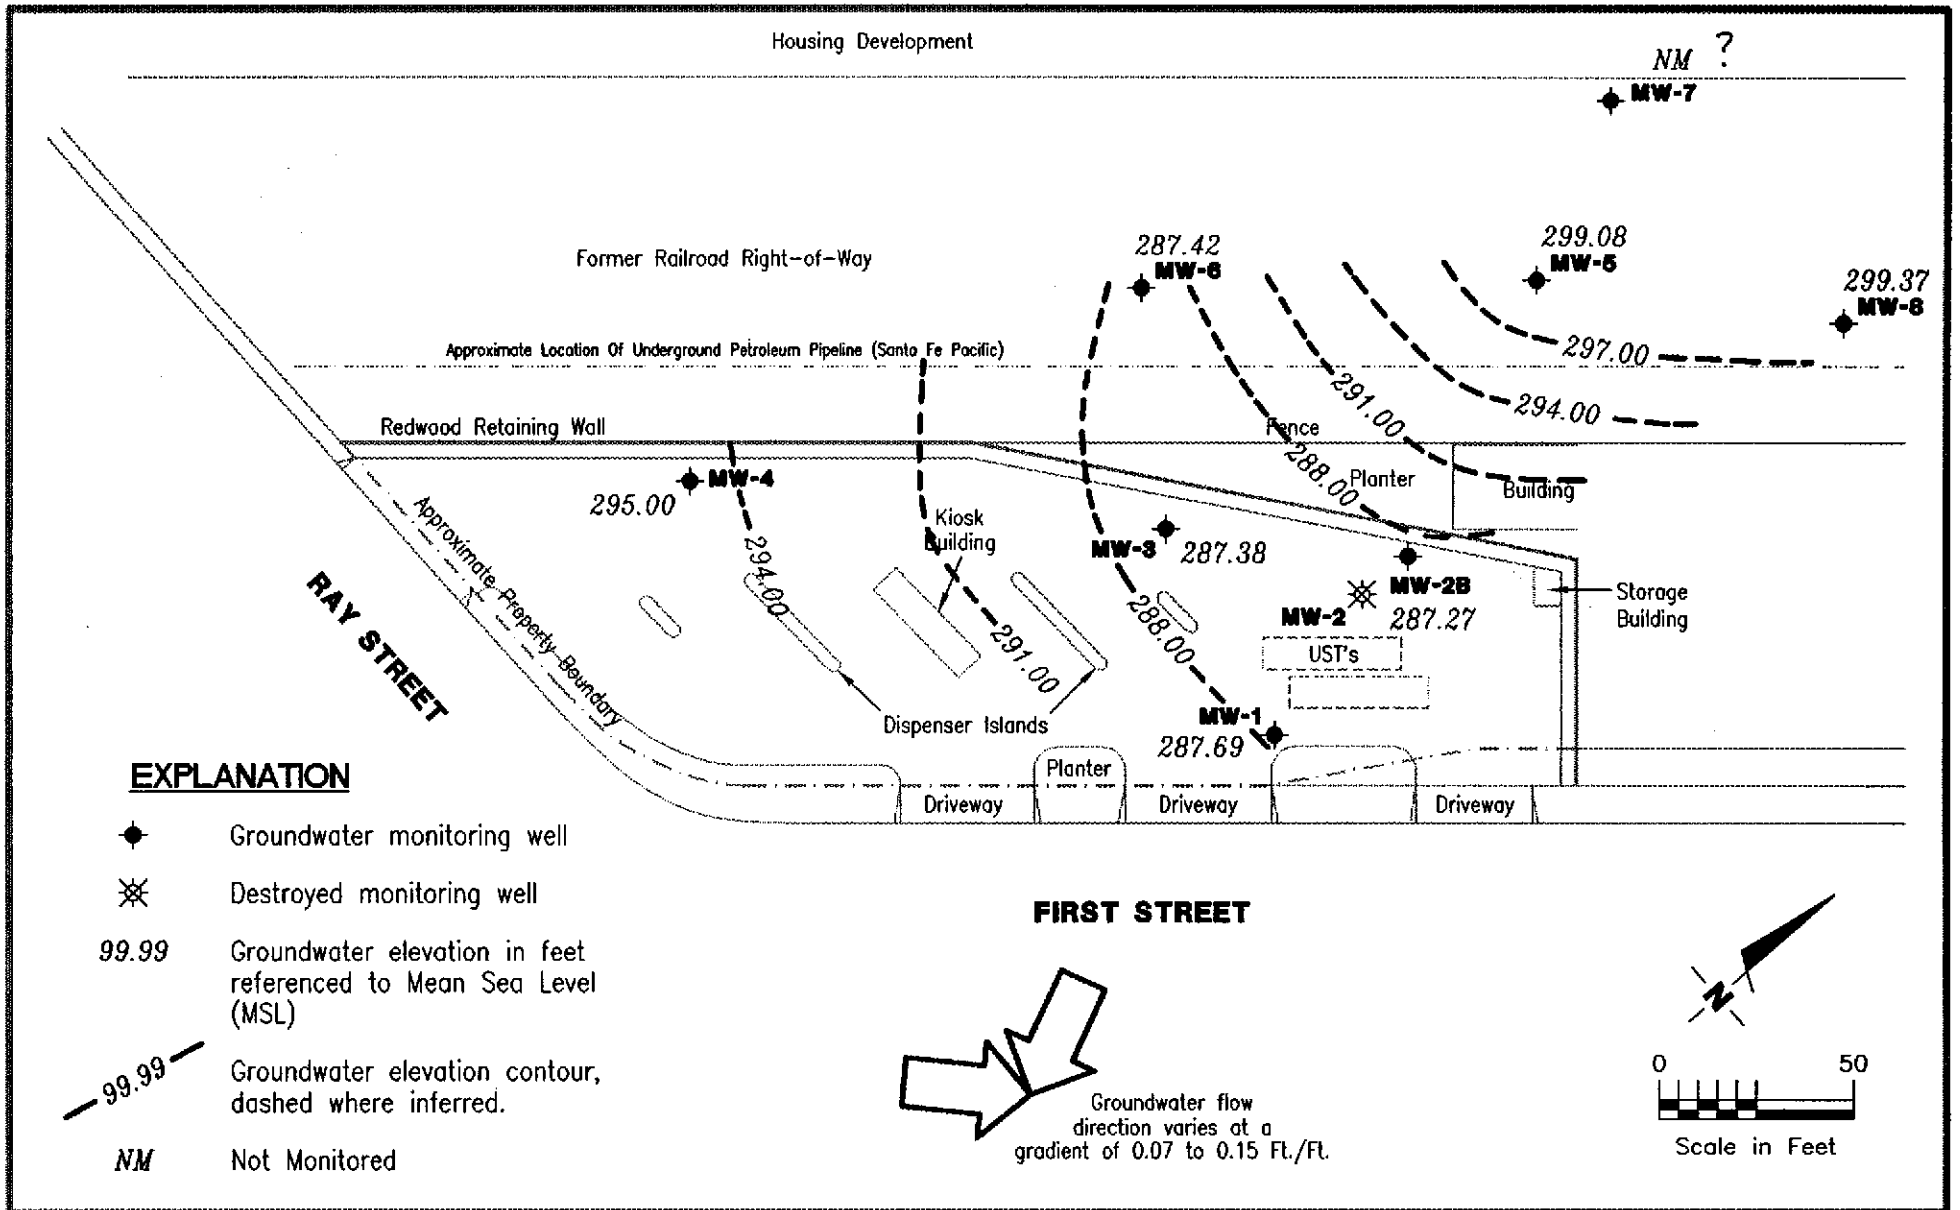 Housing Development
NM ?
MW-7
Former Railroad Right-of-Way
287.42
MW-6
299.08
MW-5
299.37
MW-8
Approximate Location Of Underground Petroleum Pipeline (Santa Fe Pacific)
297.00
291.00
294.00
Redwood Retaining Wall
Fence
288.00
Planter
Building
MW-4
295.00
294.00
Kiosk
Building
MW-3
287.38
MW-2B
287.27
MW-2
Storage
Building
Approximate Property Boundary
RAY STREET
291.00
288.00
UST's
Dispenser Islands
MW-1
287.69
Planter
Driveway
Driveway
Driveway
EXPLANATION
Groundwater monitoring well
Destroyed monitoring well
99.99
Groundwater elevation in feet
referenced to Mean Sea Level
(MSL)
99.99
Groundwater elevation contour,
dashed where inferred.
NM
Not Monitored
FIRST STREET
Groundwater flow
direction varies at a
gradient of 0.07 to 0.15 Ft./Ft.
N
0 50
Scale in Feet